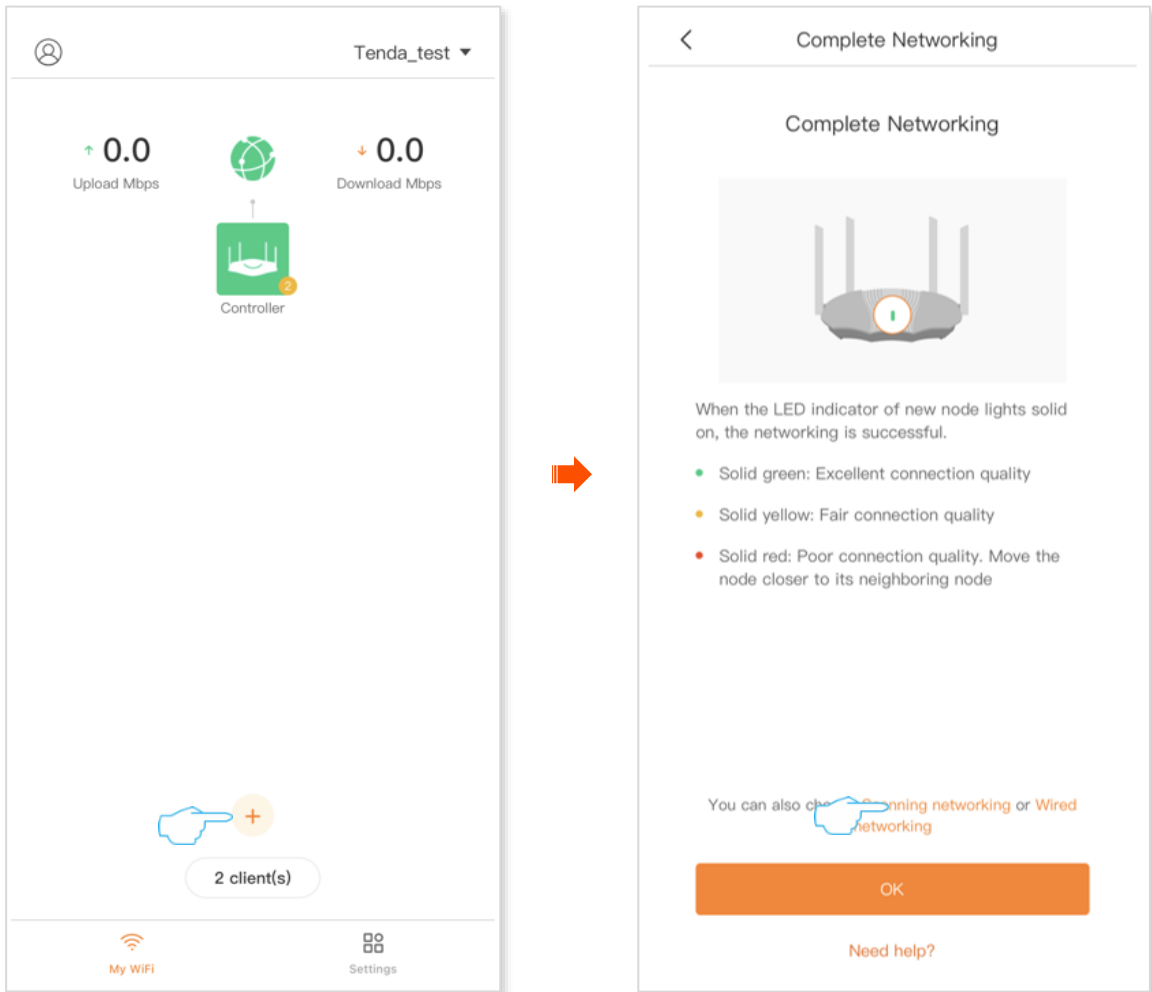 Tenda_test
0.0
Upload Mbps
0.0
Download Mbps
2
Controller
2 client(s)
My WiFi
Settings
Complete Networking
Complete Networking
When the LED indicator of new node lights solid
on, the networking is successful.
Solid green: Excellent connection quality
Solid yellow: Fair connection quality
Solid red: Poor connection quality. Move the
node closer to its neighboring node
You can also networking or Wired
networking
OK
Need help?